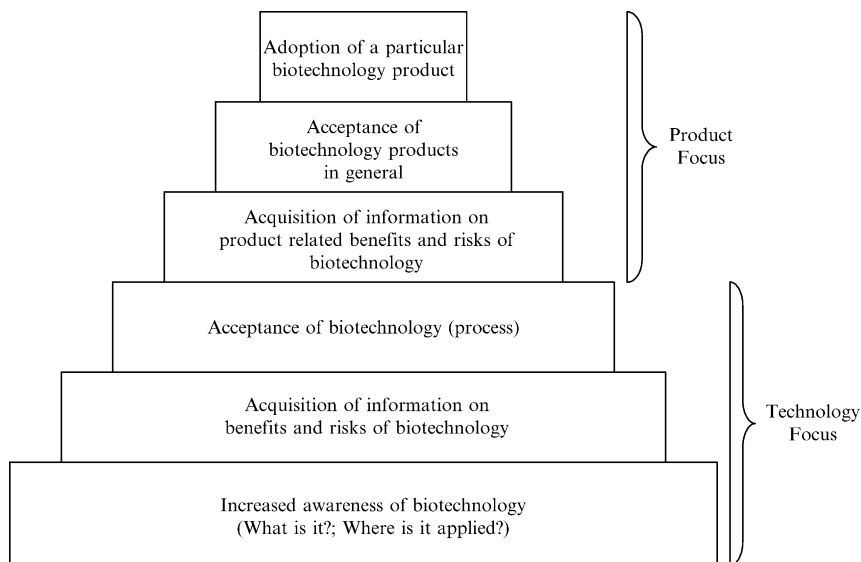 Adoption of a particular
biotechnology product
Acceptance of
biotechnology products
in general
Product
Focus
Acquisition of information on
product related benefits and risks of
biotechnology
Acceptance of biotechnology (process)
Acquisition of information on
benefits and risks of biotechnology
Technology
Focus
Increased awareness of biotechnology
(What is it?; Where is it applied?)